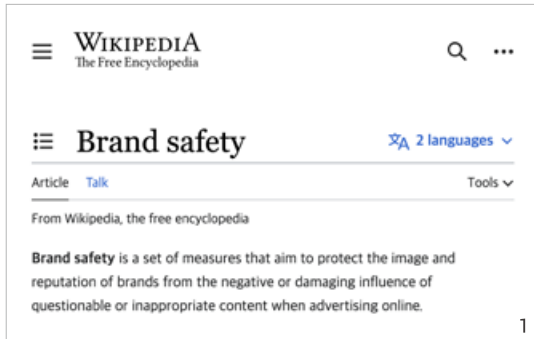 WIKIPEDIA
The Free Encyclopedia
Brand safety
2 languages
Article Talk
Tools
From Wikipedia, the free encyclopedia
Brand safety is a set of measures that aim to protect the image and
reputation of brands from the negative or damaging influence of
questionable or inappropriate content when advertising online.
1